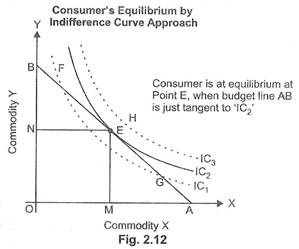 Consumer's Equilibrium by
Indifference Curve Approach
Y
B
F
Consumer is at equilibrium at
Point E, when budget line AB
is just tangent to 'IC2'
H
N
E
Commodity Y
IC3
IC2
G
IC1
O
M
A
X
Commodity X
Fig. 2.12